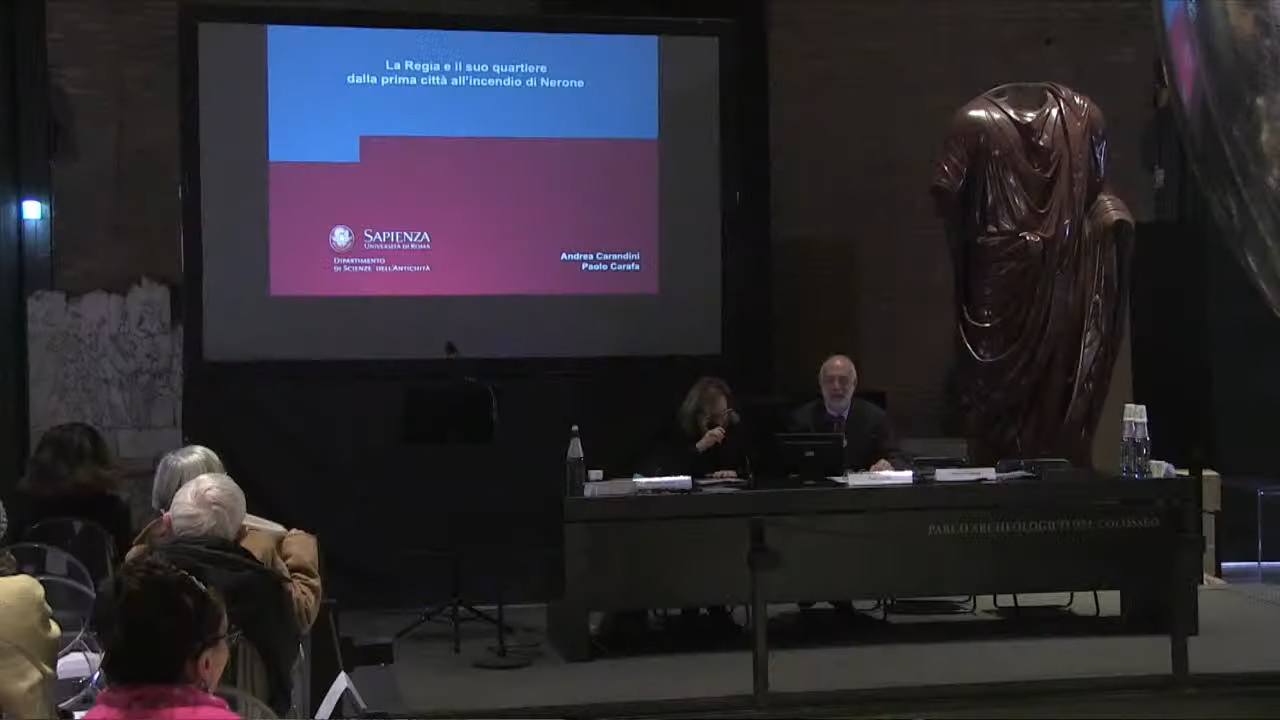 La Regia e il suo quartiere
dalla prima città all'incendio di Nerone
SAPIENZA
UNIVERSITÀ DI ROMA
DIPARTIMENTO
DI SCIENZE DELL'ANTICHITÀ
Andrea Carandini
Paolo Carafa
PARCO ARCHEOLOGICO DEL COLOSSEO